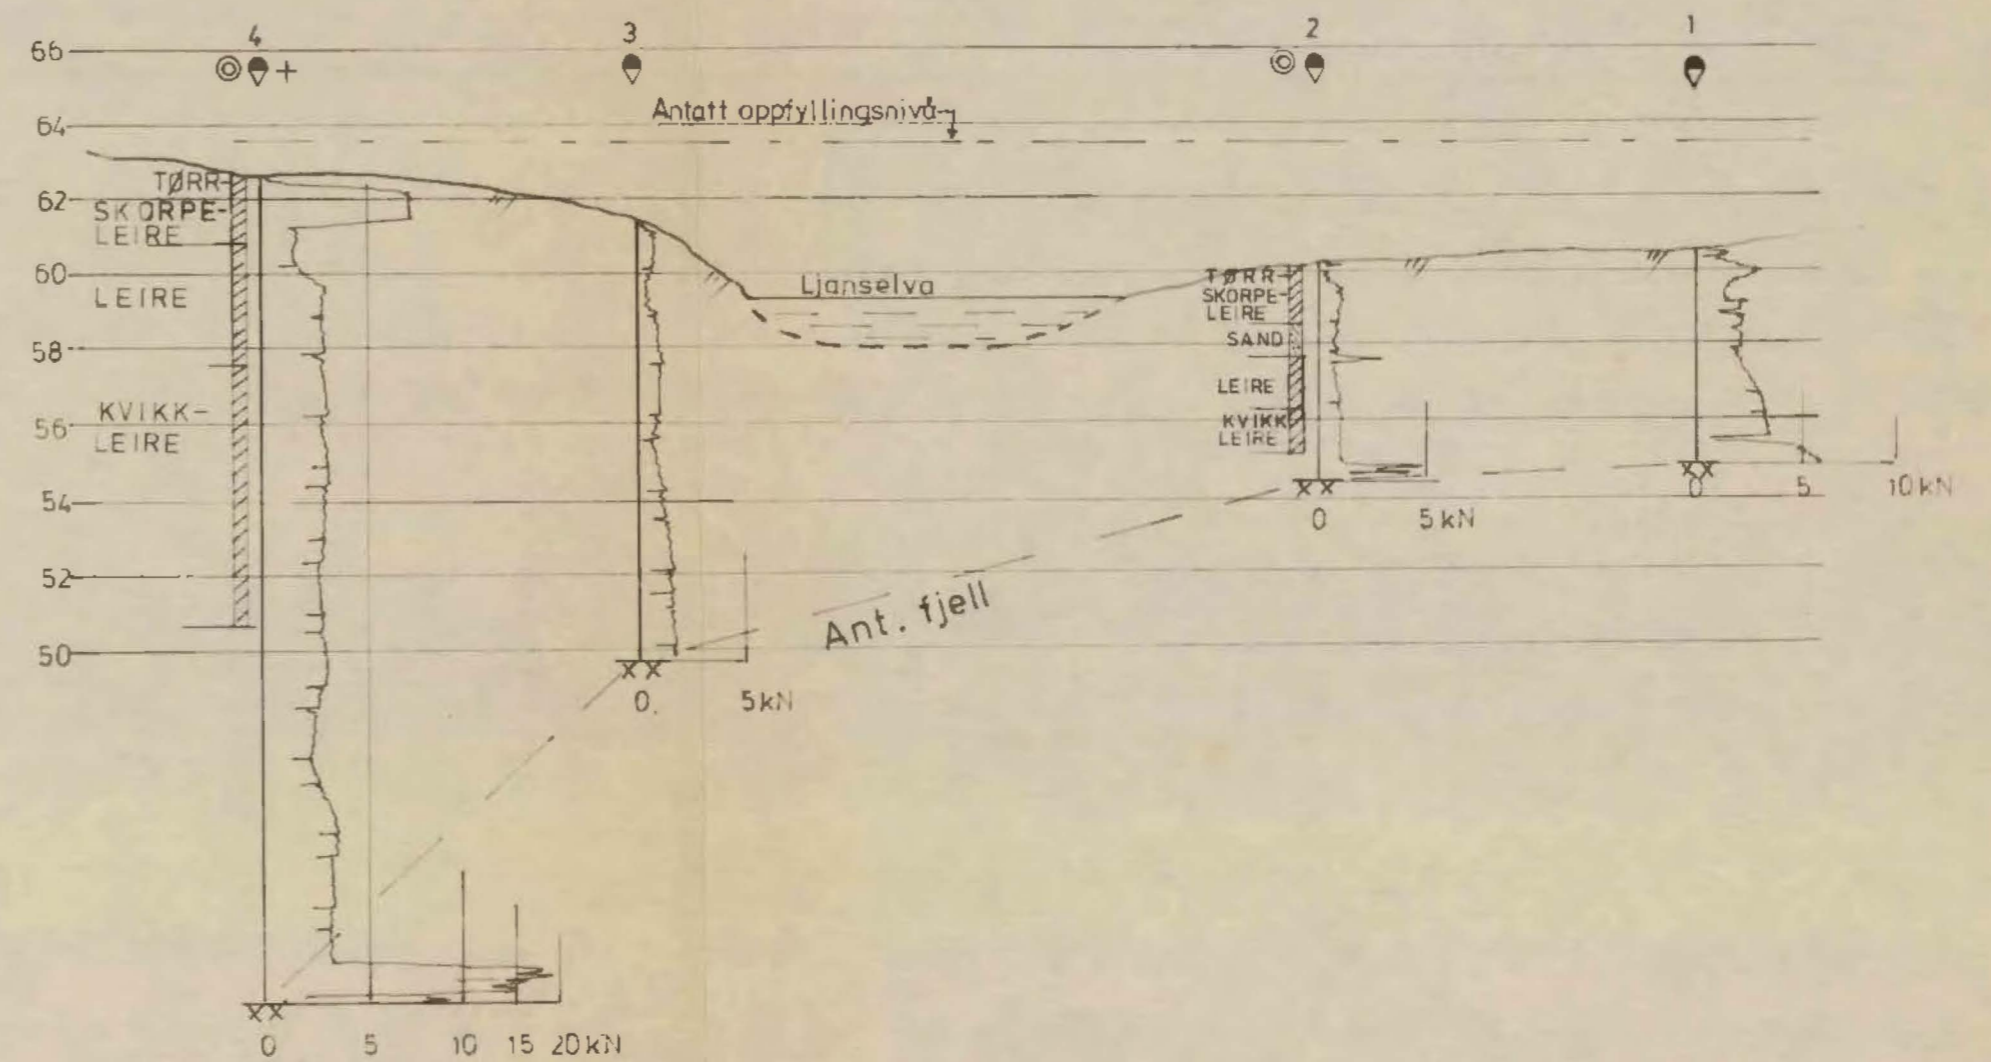 4
3
2
1
66
64
62
60
58
56
54
52
50
Antatt oppfyllingsnivå
TØRR-
SKORPE-
LEIRE
LEIRE
KVIKK-
LEIRE
Ljanselva
TØRR-
SKORPE-
LEIRE
SAND
LEIRE
KVIKK
LEIRE
Ant. fjell
0 5 10 15 20 kN
0. 5 kN
0 5 kN
0 5 10 kN